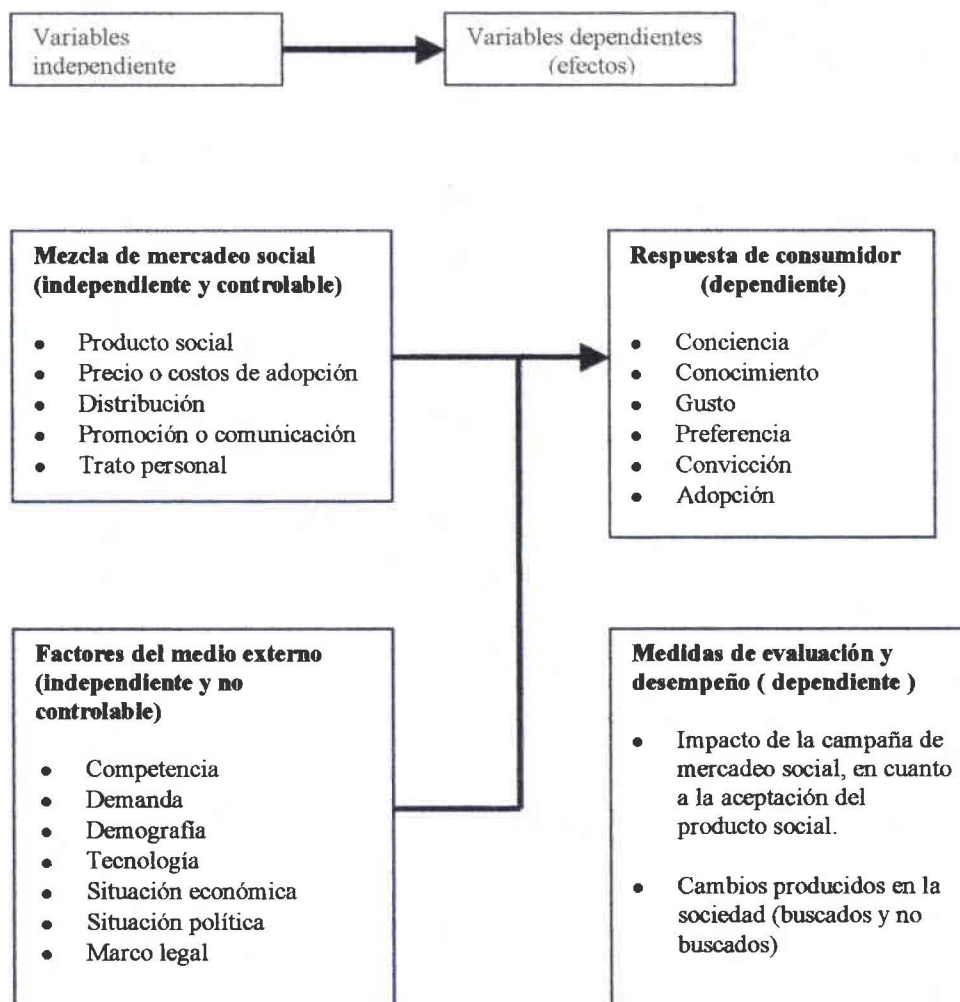 Variables
independiente
Variables dependientes
(efectos)
Mezcla de mercadeo social
(independiente y controlable)
• Producto social
• Precio o costos de adopción
• Distribución
• Promoción o comunicación
• Trato personal
Respuesta de consumidor
(dependiente)
• Conciencia
• Conocimiento
• Gusto
• Preferencia
• Convicción
• Adopción
Factores del medio externo
(independiente y no
controlable)
• Competencia
• Demanda
• Demografía
• Tecnología
• Situación económica
• Situación política
• Marco legal
Medidas de evaluación y
desempeño ( dependiente )
• Impacto de la campaña de
mercadeo social, en cuanto
a la aceptación del
producto social.
• Cambios producidos en la
sociedad (buscados y no
buscados)